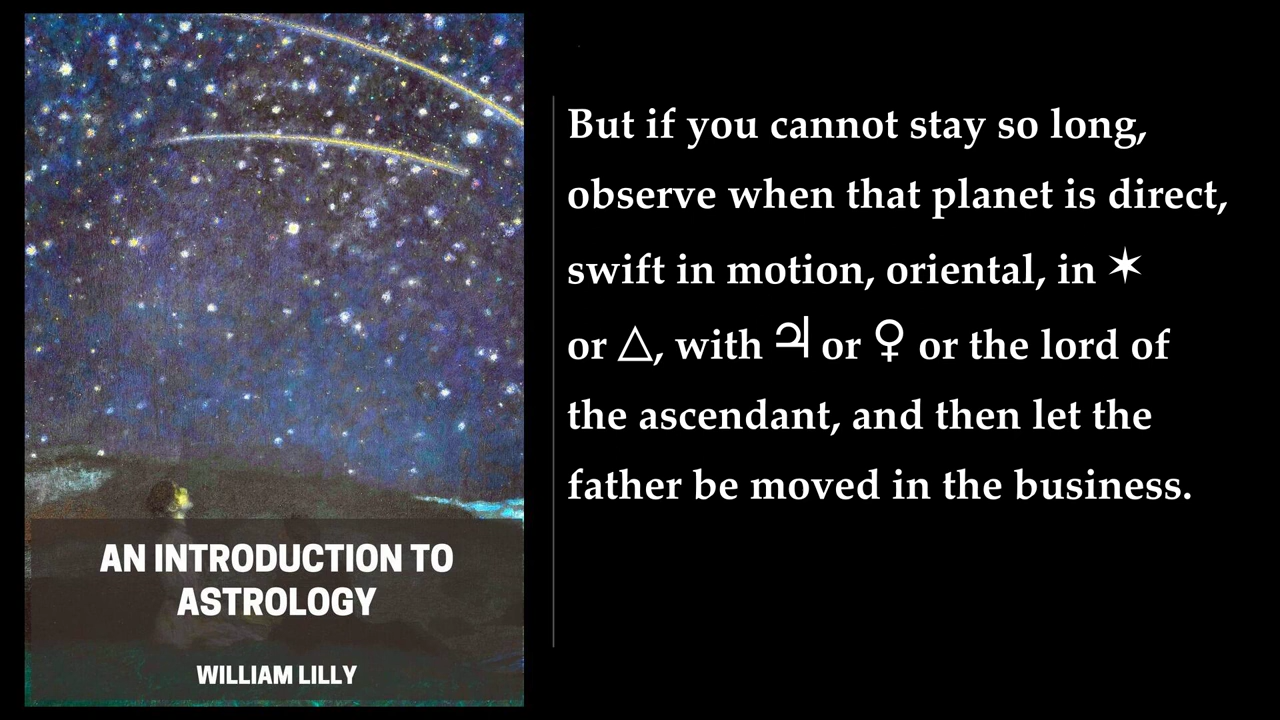 But if you cannot stay so long,
observe when that planet is direct,
swift in motion, oriental, in ✶
or △, with ♃ or ♀ or the lord of
the ascendant, and then let the
father be moved in the business.
AN INTRODUCTION TO
ASTROLOGY
WILLIAM LILLY